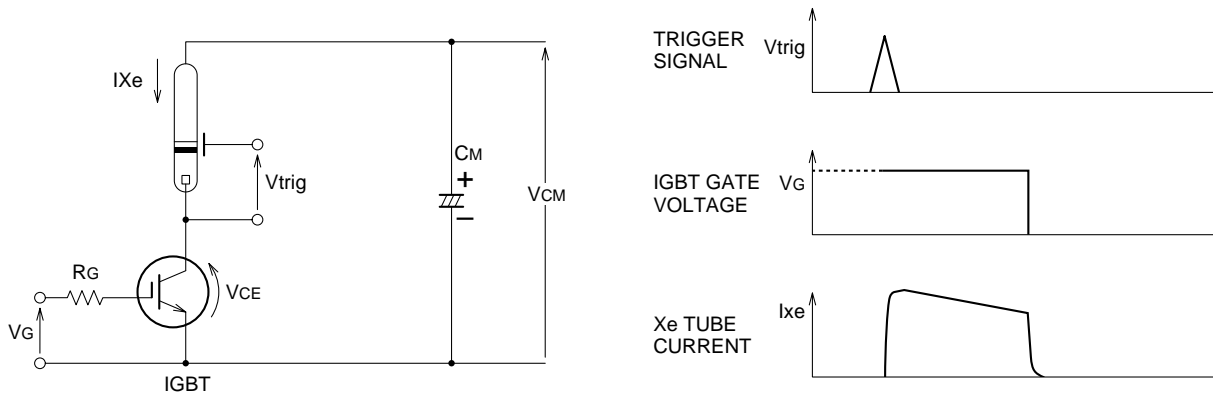 IXe
Vtrig
CM
+
−
VCM
RG
VCE
VG
IGBT
TRIGGER
SIGNAL
Vtrig
IGBT GATE
VOLTAGE
VG
Xe TUBE
CURRENT
Ixe